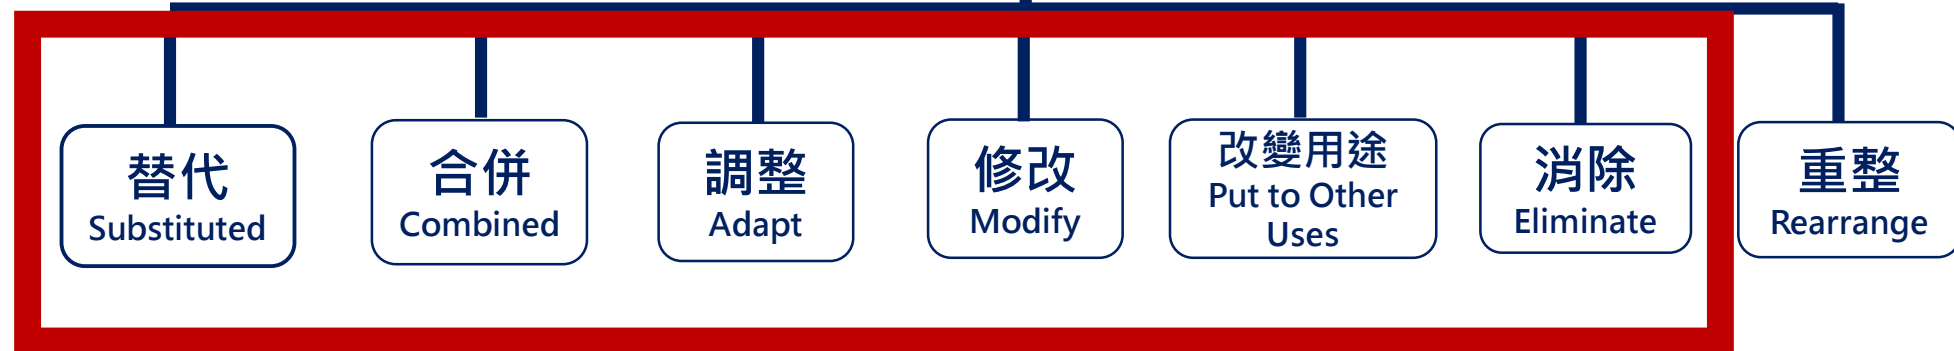 替代
Substituted
合併
Combined
調整
Adapt
修改
Modify
改變用途
Put to Other
Uses
消除
Eliminate
重整
Rearrange